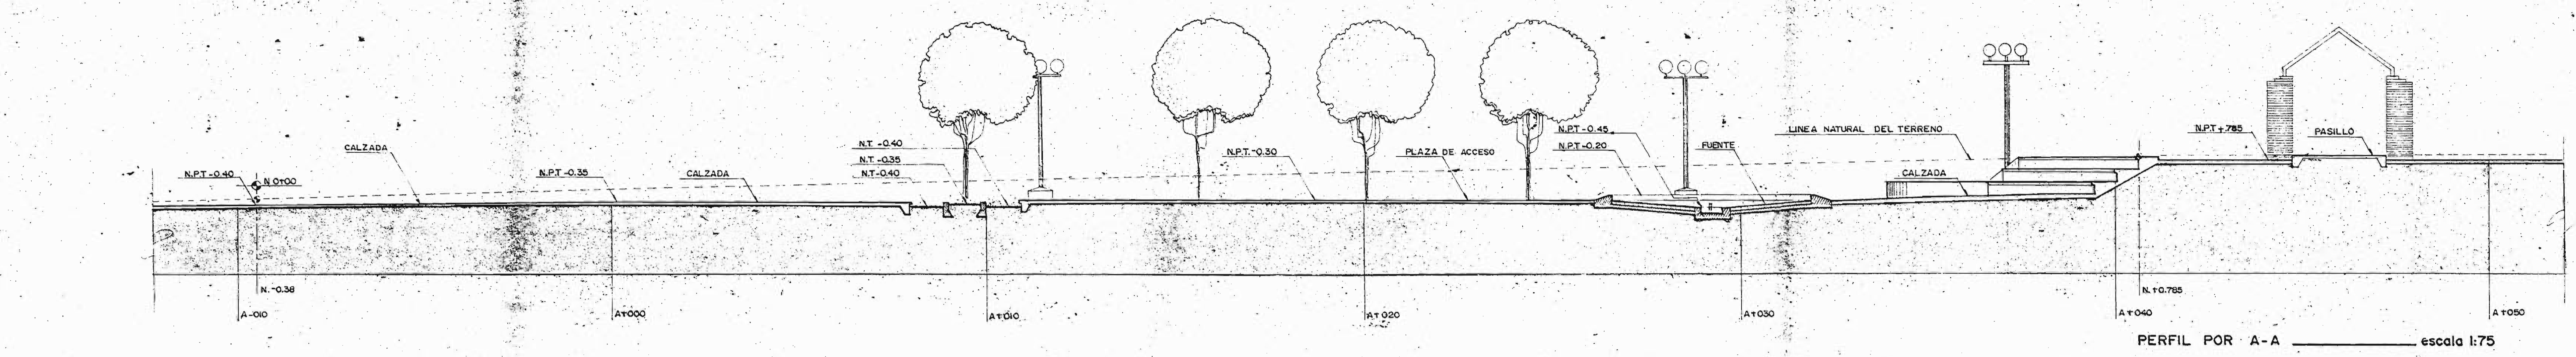 N.P.T -0.40
N 0+00
CALZADA
N.P.T -0.35
CALZADA
N.T. -0.40
N.T -0.35
N.T -0.40
N.P.T. -0.30
PLAZA DE ACCESO
N.P.T -0.45
N.P.T -0.20
FUENTE
LINEA NATURAL DEL TERRENO
CALZADA
N.P.T +.785
PASILLO
N. -0.38
N. +0.785
A-010
A+000
A+010
A+020
A+030
A+040
A+050
PERFIL POR A-A escala 1:75